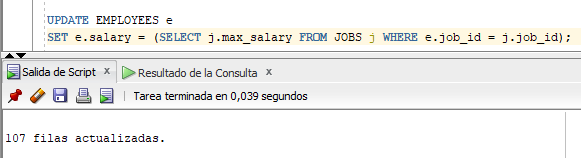 UPDATE EMPLOYEES e
SET e.salary = (SELECT j.max_salary FROM JOBS j WHERE e.job_id = j.job_id);
Salida de Script x Resultado de la Consulta x
Tarea terminada en 0,039 segundos
107 filas actualizadas.